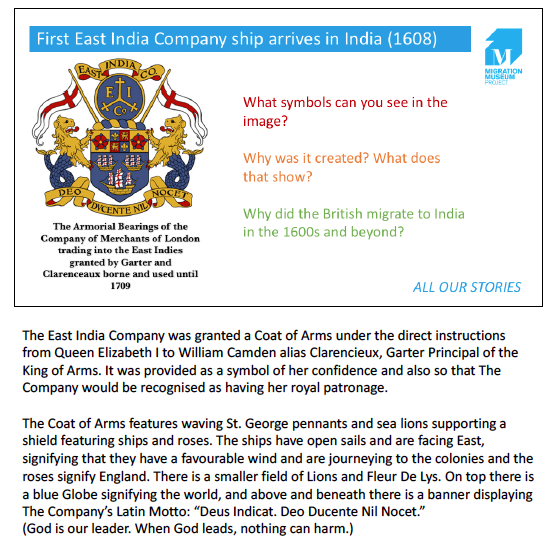 First East India Company ship arrives in India (1608)
M
MIGRATION
MUSEUM
PROJECT
EAST INDIA CO.
E I
Co
DEO DUCENTE NIL NOCET
The Armorial Bearings of the
Company of Merchants of London
trading into the East Indies
granted by Garter and
Clarenceaux borne and used until
1709
What symbols can you see in the
image?
Why was it created? What does
that show?
Why did the British migrate to India
in the 1600s and beyond?
ALL OUR STORIES
The East India Company was granted a Coat of Arms under the direct instructions
from Queen Elizabeth I to William Camden alias Clarencieux, Garter Principal of the
King of Arms. It was provided as a symbol of her confidence and also so that The
Company would be recognised as having her royal patronage.
The Coat of Arms features waving St. George pennants and sea lions supporting a
shield featuring ships and roses. The ships have open sails and are facing East,
signifying that they have a favourable wind and are journeying to the colonies and the
roses signify England. There is a smaller field of Lions and Fleur De Lys. On top there is
a blue Globe signifying the world, and above and beneath there is a banner displaying
The Company’s Latin Motto: “Deus Indicat. Deo Ducente Nil Nocet.”
(God is our leader. When God leads, nothing can harm.)